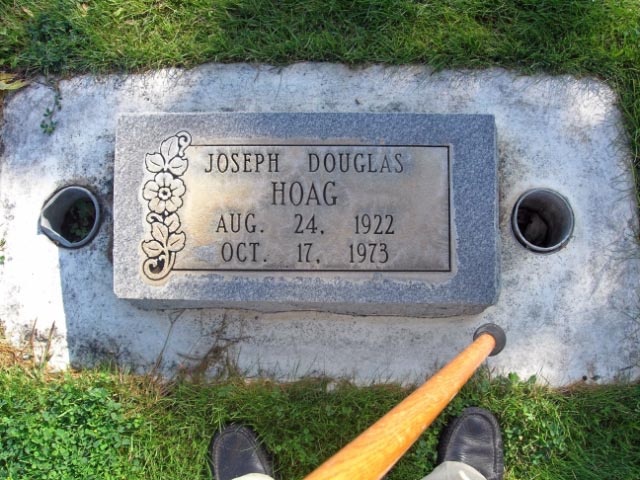 JOSEPH DOUGLAS
HOAG
AUG. 24, 1922
OCT. 17, 1973